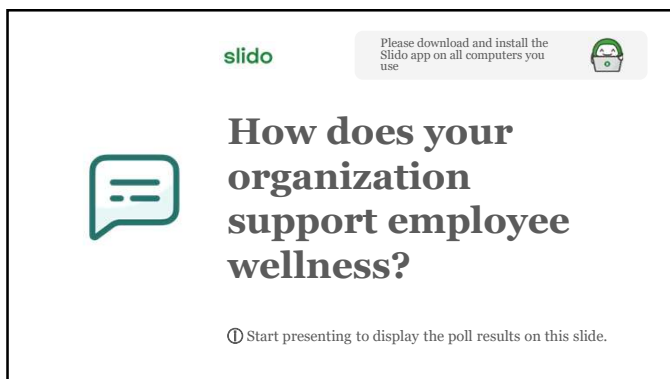 slido
Please download and install the
Slido app on all computers you
use
How does your
organization
support employee
wellness?
ⓘ Start presenting to display the poll results on this slide.